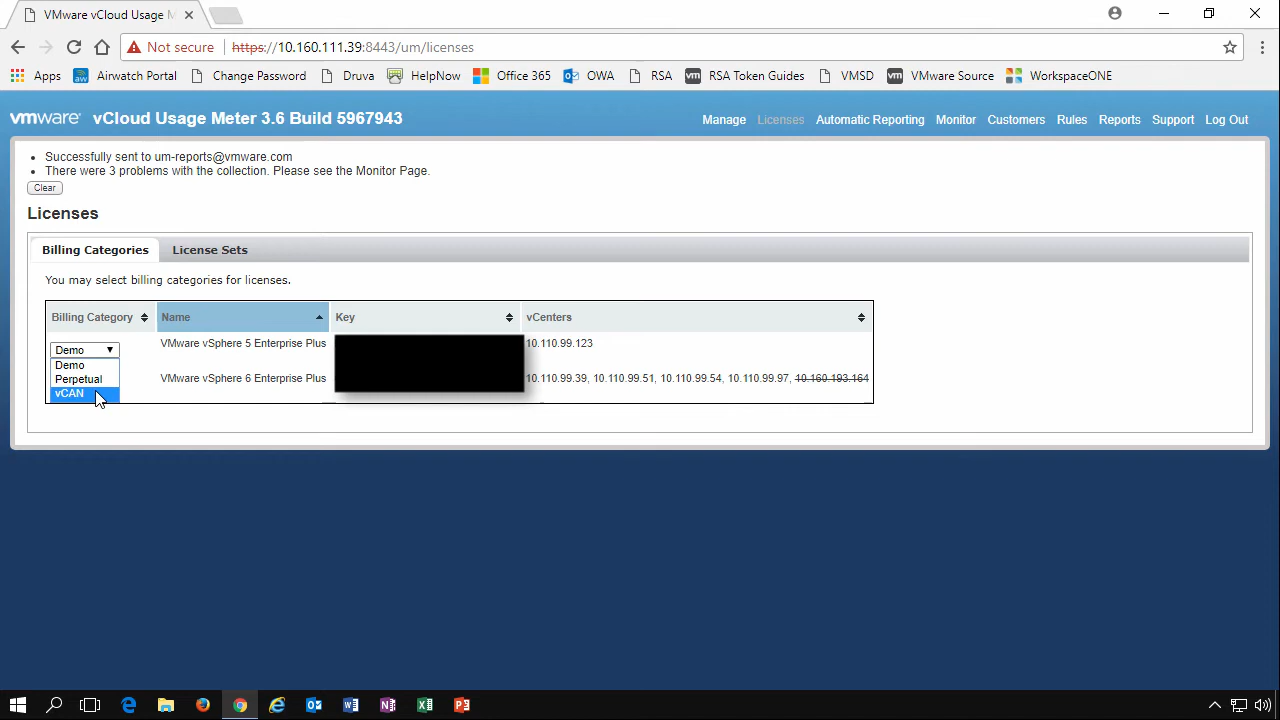 VMware vCloud Usage M
Not secure https://10.160.111.39:8443/um/licenses
Apps Airwatch Portal Change Password Druva HelpNow Office 365 OWA RSA RSA Token Guides VMSD VMware Source WorkspaceONE
vmware vCloud Usage Meter 3.6 Build 5967943
Manage Licenses Automatic Reporting Monitor Customers Rules Reports Support Log Out
Successfully sent to um-reports@vmware.com
There were 3 problems with the collection. Please see the Monitor Page.
Clear
Licenses
Billing Categories License Sets
You may select billing categories for licenses.
Billing Category Name Key vCenters
Demo VMware vSphere 5 Enterprise Plus 10.110.99.123
Demo
Perpetual VMware vSphere 6 Enterprise Plus 10.110.99.39, 10.110.99.51, 10.110.99.54, 10.110.99.97, 10.160.193.164
vCAN